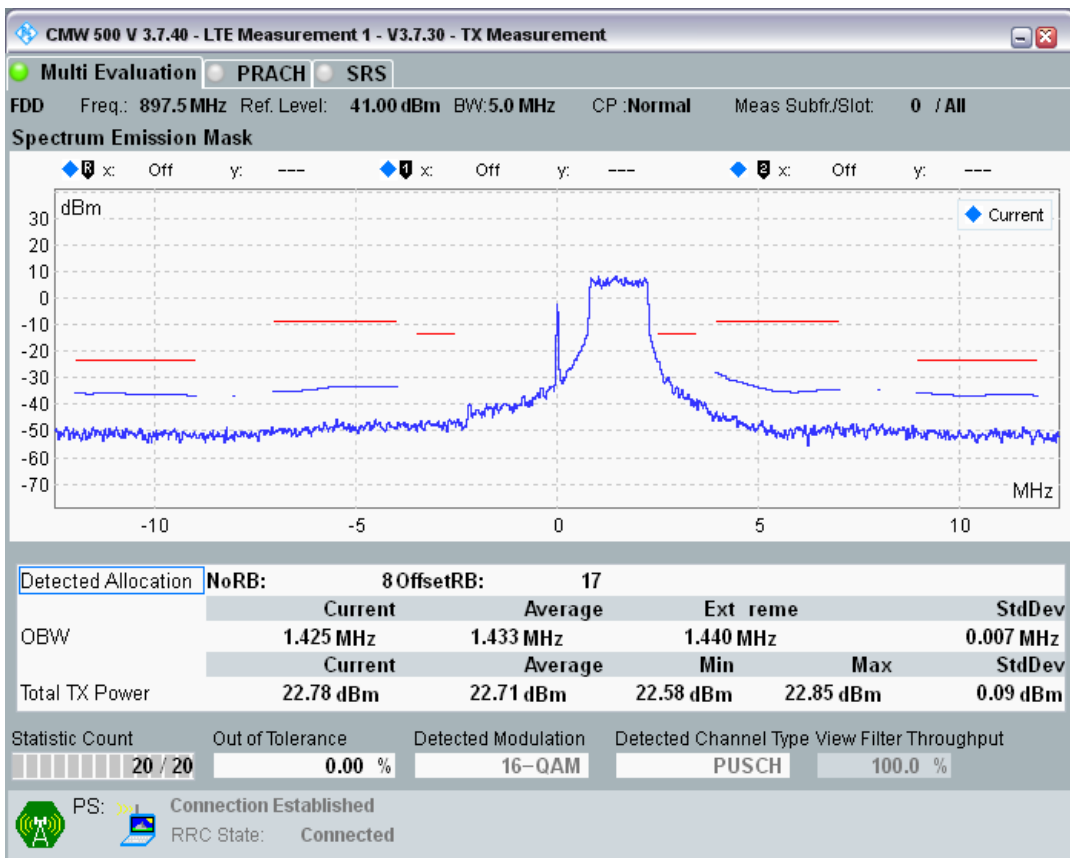 CMW 500 V 3.7.40 - LTE Measurement 1 - V3.7.30 - TX Measurement
Multi Evaluation PRACH SRS
FDD Freq.: 897.5 MHz Ref. Level: 41.00 dBm BW:5.0 MHz CP :Normal Meas Subfr./Slot: 0 / All
Spectrum Emission Mask
R x: Off y: --- 1 x: Off y: --- 2 x: Off y: ---
dBm
Current
30
20
10
0
-10
-20
-30
-40
-50
-60
-70
MHz
-10 -5 0 5 10
Detected Allocation NoRB: 8 OffsetRB: 17
Current Average Ext reme StdDev
OBW 1.425 MHz 1.433 MHz 1.440 MHz 0.007 MHz
Current Average Min Max StdDev
Total TX Power 22.78 dBm 22.71 dBm 22.58 dBm 22.85 dBm 0.09 dBm
Statistic Count Out of Tolerance Detected Modulation Detected Channel Type View Filter Throughput
20 / 20 0.00 % 16-QAM PUSCH 100.0 %
PS: Connection Established
RRC State: Connected